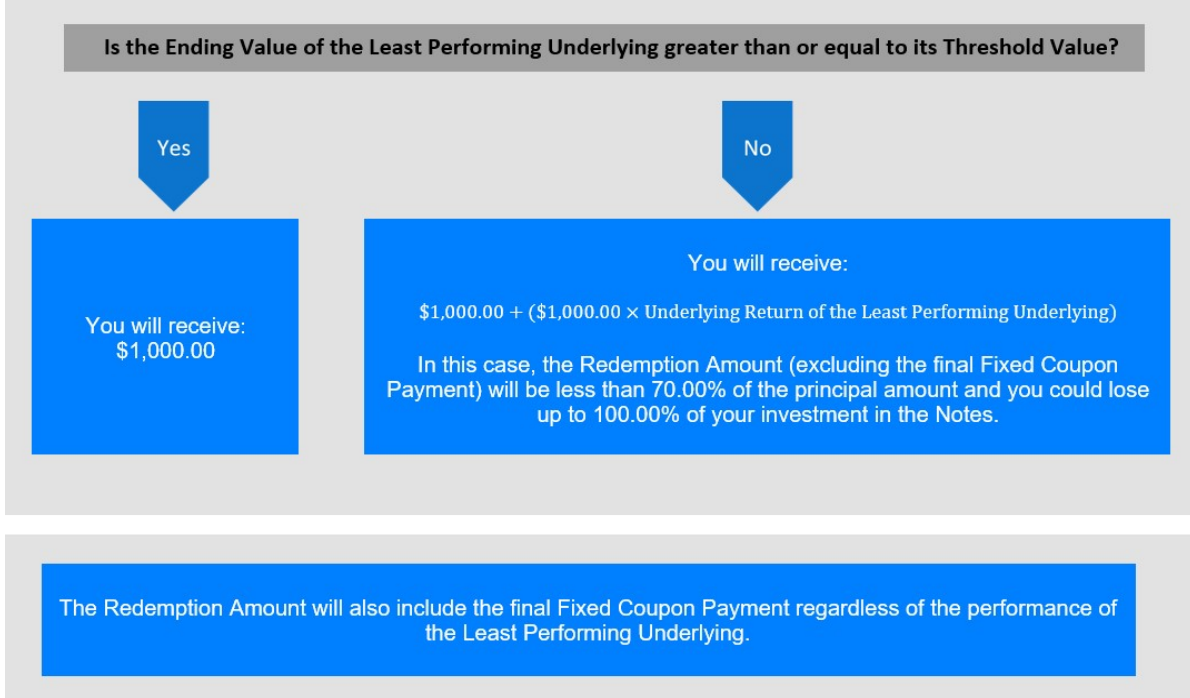 Is the Ending Value of the Least Performing Underlying greater than or equal to its Threshold Value?
Yes
No
You will receive:
$1,000.00
You will receive:
$1,000.00 + ($1,000.00 × Underlying Return of the Least Performing Underlying)
In this case, the Redemption Amount (excluding the final Fixed Coupon
Payment) will be less than 70.00% of the principal amount and you could lose
up to 100.00% of your investment in the Notes.
The Redemption Amount will also include the final Fixed Coupon Payment regardless of the performance of
the Least Performing Underlying.